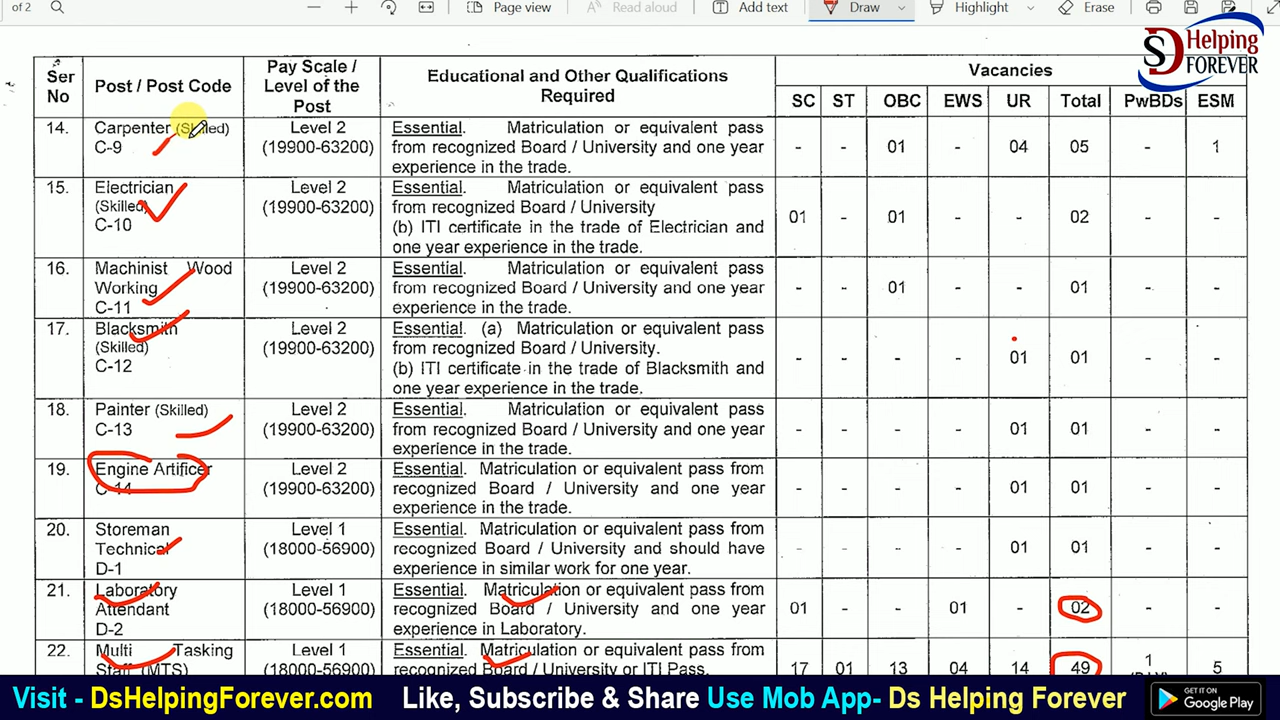 of 2
Page view
Read aloud
Add text
Draw
Highlight
Erase
SD Helping FOREVER
Ser No | Post / Post Code | Pay Scale / Level of the Post | Educational and Other Qualifications Required | Vacancies
SC ST OBC EWS UR Total PwBDs ESM
14. Carpenter (Skilled) Level 2 Essential. Matriculation or equivalent pass
C-9 (19900-63200) from recognized Board / University and one year - - 01 - 04 05 - 1
experience in the trade.
15. Electrician Level 2 Essential. Matriculation or equivalent pass
(Skilled) (19900-63200) from recognized Board / University 01 - 01 - - 02 - -
C-10 (b) ITI certificate in the trade of Electrician and
one year experience in the trade.
16. Machinist Wood Level 2 Essential. Matriculation or equivalent pass
Working (19900-63200) from recognized Board / University and one year - - 01 - - 01 - -
C-11 experience in the trade.
17. Blacksmith Level 2 Essential. (a) Matriculation or equivalent pass
(Skilled) (19900-63200) from recognized Board / University. - - - - 01 01 - -
C-12 (b) ITI certificate in the trade of Blacksmith and
one year experience in the trade.
18. Painter (Skilled) Level 2 Essential. Matriculation or equivalent pass
C-13 (19900-63200) from recognized Board / University and one year - - - - 01 01 - -
experience in the trade.
19. Engine Artificer Level 2 Essential. Matriculation or equivalent pass from
C-14 (19900-63200) recognized Board / University and one year - - - - 01 01 - -
experience in the trade.
20. Storeman Level 1 Essential. Matriculation or equivalent pass from
Technical (18000-56900) recognized Board / University and should have - - - - 01 01 - -
D-1 experience in similar work for one year.
21. Laboratory Level 1 Essential. Matriculation or equivalent pass from
Attendant (18000-56900) recognized Board / University and one year 01 - - 01 - 02 - -
D-2 experience in Laboratory.
22. Multi Tasking Level 1 Essential. Matriculation or equivalent pass from
Staff (MTS) (18000-56900) recognized Board / University or ITI Pass. 17 01 13 04 14 49 1 5
Visit - DsHelpingForever.com Like, Subscribe & Share Use Mob App- Ds Helping Forever
GET IT ON
Google Play